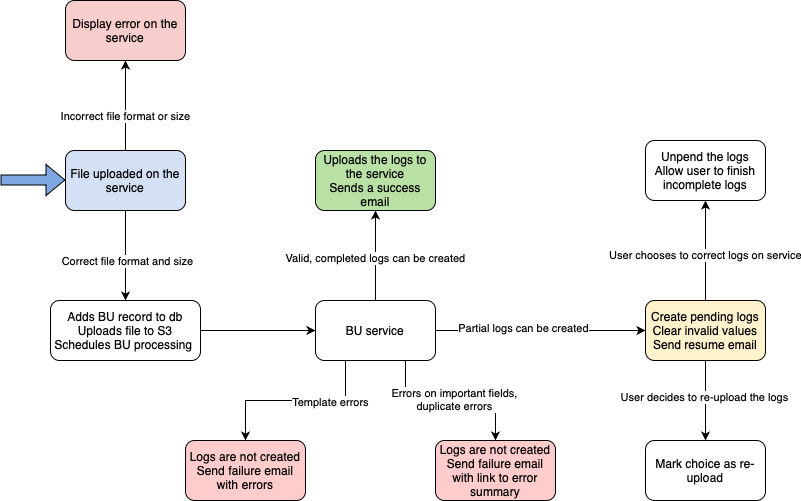 Display error on the
service
Incorrect file format or size
File uploaded on the
service
Correct file format and size
Adds BU record to db
Uploads file to S3
Schedules BU processing
Uploads the logs to
the service
Sends a success
email
Valid, completed logs can be created
BU service
Partial logs can be created
Template errors
Errors on important fields,
duplicate errors
Logs are not created
Send failure email
with errors
Logs are not created
Send failure email
with link to error
summary
Unpend the logs
Allow user to finish
incomplete logs
User chooses to correct logs on service
Create pending logs
Clear invalid values
Send resume email
User decides to re-upload the logs
Mark choice as re-
upload